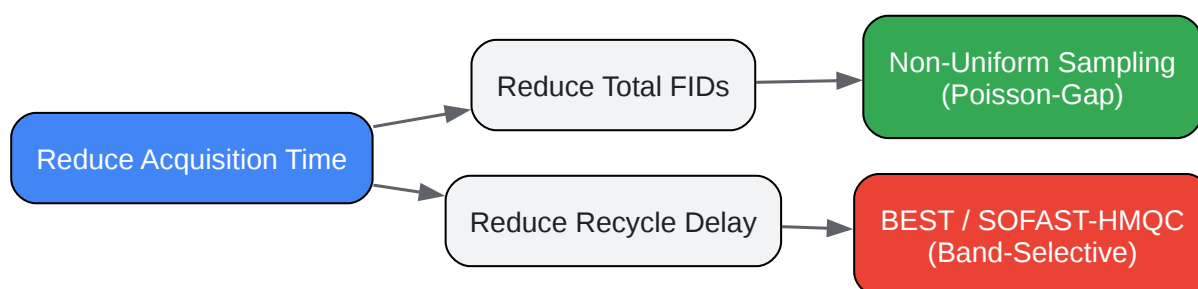 Reduce Acquisition Time
Reduce Total FIDs
Non-Uniform Sampling
(Poisson-Gap)
Reduce Recycle Delay
BEST / SOFAST-HMQC
(Band-Selective)